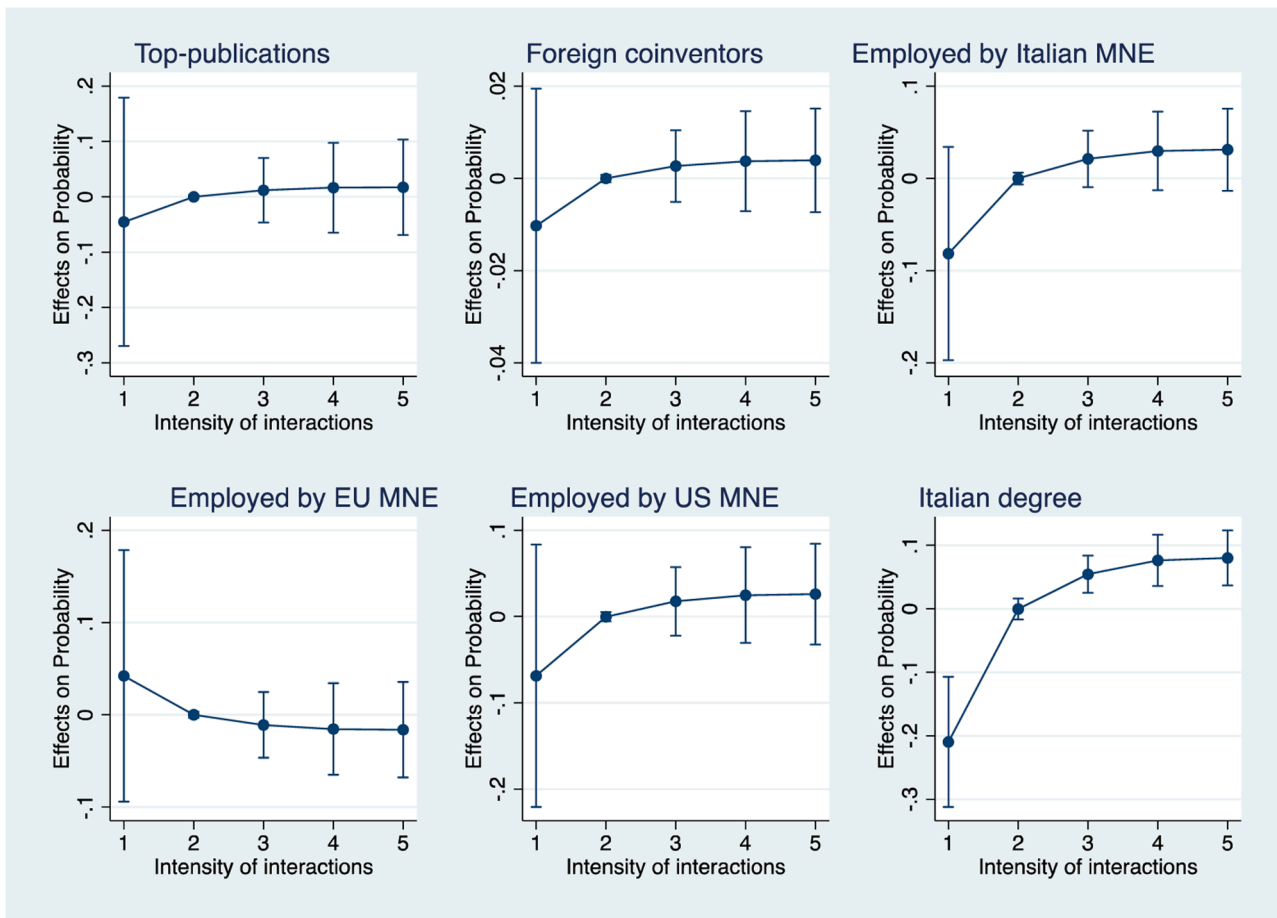 Top-publications
Effects on Probability
.2
.1
0
-.1
-.2
-.3
1 2 3 4 5
Intensity of interactions
Foreign coinventors
Effects on Probability
.02
0
-.02
-.04
1 2 3 4 5
Intensity of interactions
Employed by Italian MNE
Effects on Probability
.1
0
-.1
-.2
1 2 3 4 5
Intensity of interactions
Employed by EU MNE
Effects on Probability
.2
.1
0
-.1
1 2 3 4 5
Intensity of interactions
Employed by US MNE
Effects on Probability
.1
0
-.1
-.2
1 2 3 4 5
Intensity of interactions
Italian degree
Effects on Probability
.1
0
-.1
-.2
-.3
1 2 3 4 5
Intensity of interactions